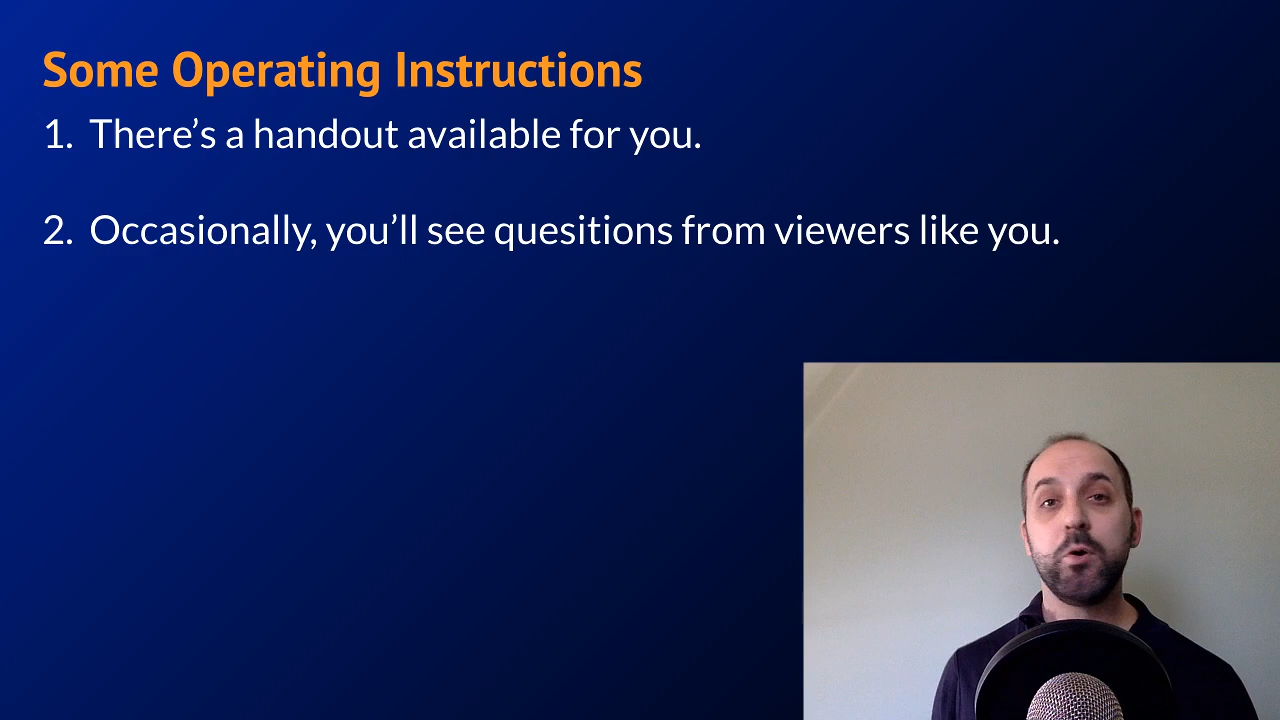 Some Operating Instructions
1. There’s a handout available for you.
2. Occasionally, you’ll see quesitions from viewers like you.